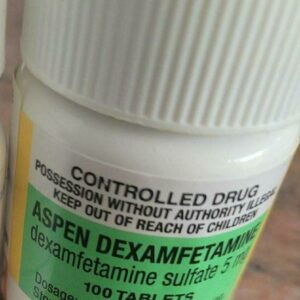 CONTROLLED DRUG
POSSESSION WITHOUT AUTHORITY ILLEGAL
KEEP OUT OF REACH OF CHILDREN
ASPEN DEXAMFETAMINE
dexamfetamine sulfate 5 mg
100 TABLETS
Dosage